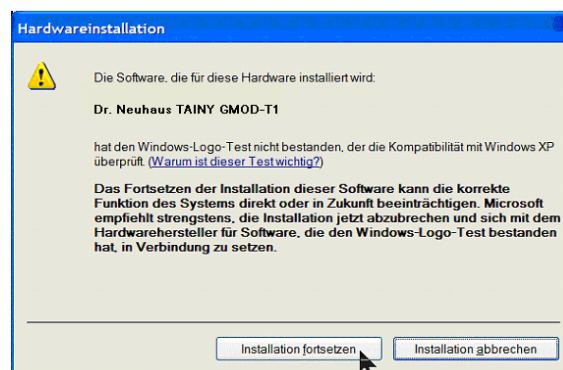 Hardwareinstallation
Die Software, die für diese Hardware installiert wird:
Dr. Neuhaus TAINY GMOD-T1
hat den Windows-Logo-Test nicht bestanden, der die Kompatibilität mit Windows XP
überprüft. (Warum ist dieser Test wichtig?)
Das Fortsetzen der Installation dieser Software kann die korrekte
Funktion des Systems direkt oder in Zukunft beeinträchtigen. Microsoft
empfiehlt strengstens, die Installation jetzt abzubrechen und sich mit dem
Hardwarehersteller für Software, die den Windows-Logo-Test bestanden
hat, in Verbindung zu setzen.
Installation fortsetzen
Installation abbrechen